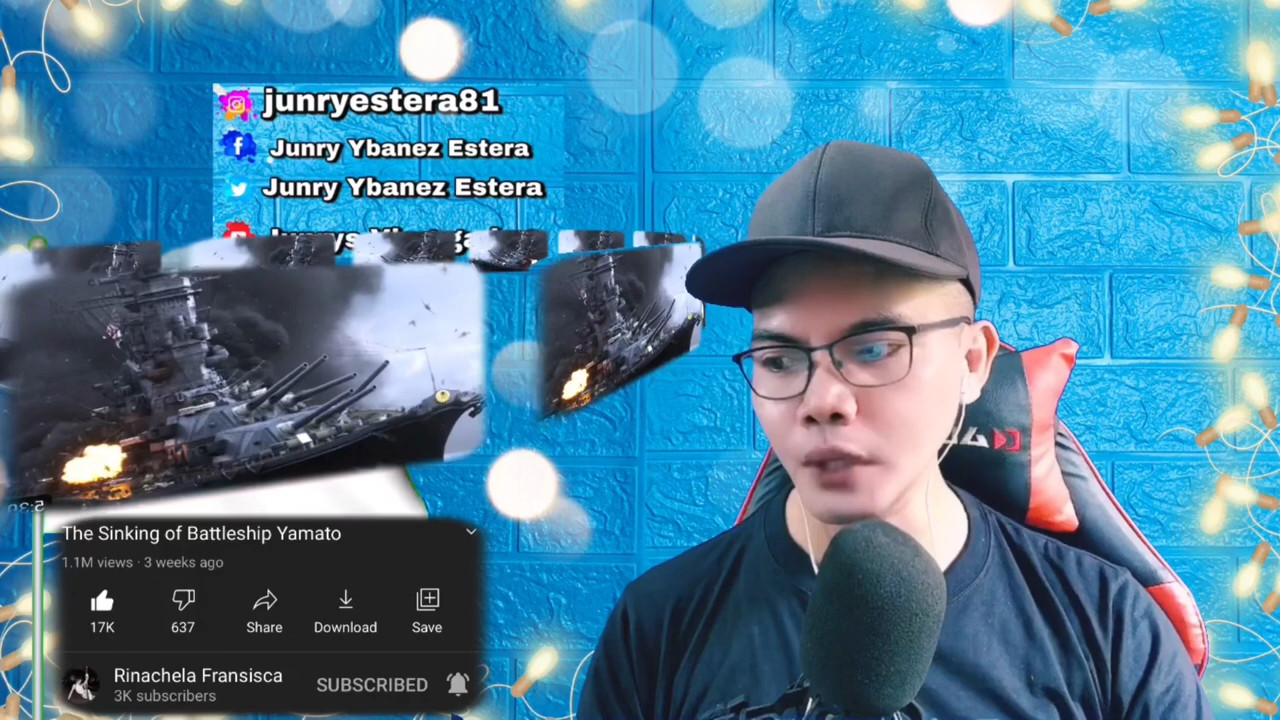 junryestera81
Junry Ybanez Estera
Junry Ybanez Estera
The Sinking of Battleship Yamato
1.1M views · 3 weeks ago
17K
637
Share
Download
Save
Rinachela Fransisca
3K subscribers
SUBSCRIBED